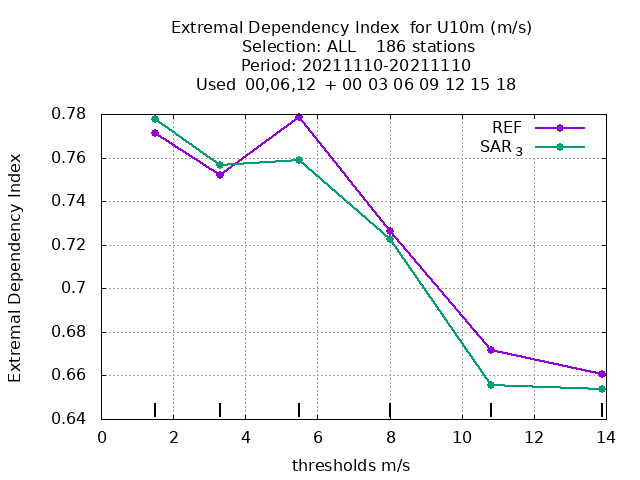 Extremal Dependency Index  for U10m (m/s)
Selection: ALL    186 stations
Period: 20211110-20211110
Used  00,06,12  + 00 03 06 09 12 15 18
REF
SAR 3
Extremal Dependency Index
0.78
0.76
0.74
0.72
0.7
0.68
0.66
0.64
0 2 4 6 8 10 12 14
thresholds m/s